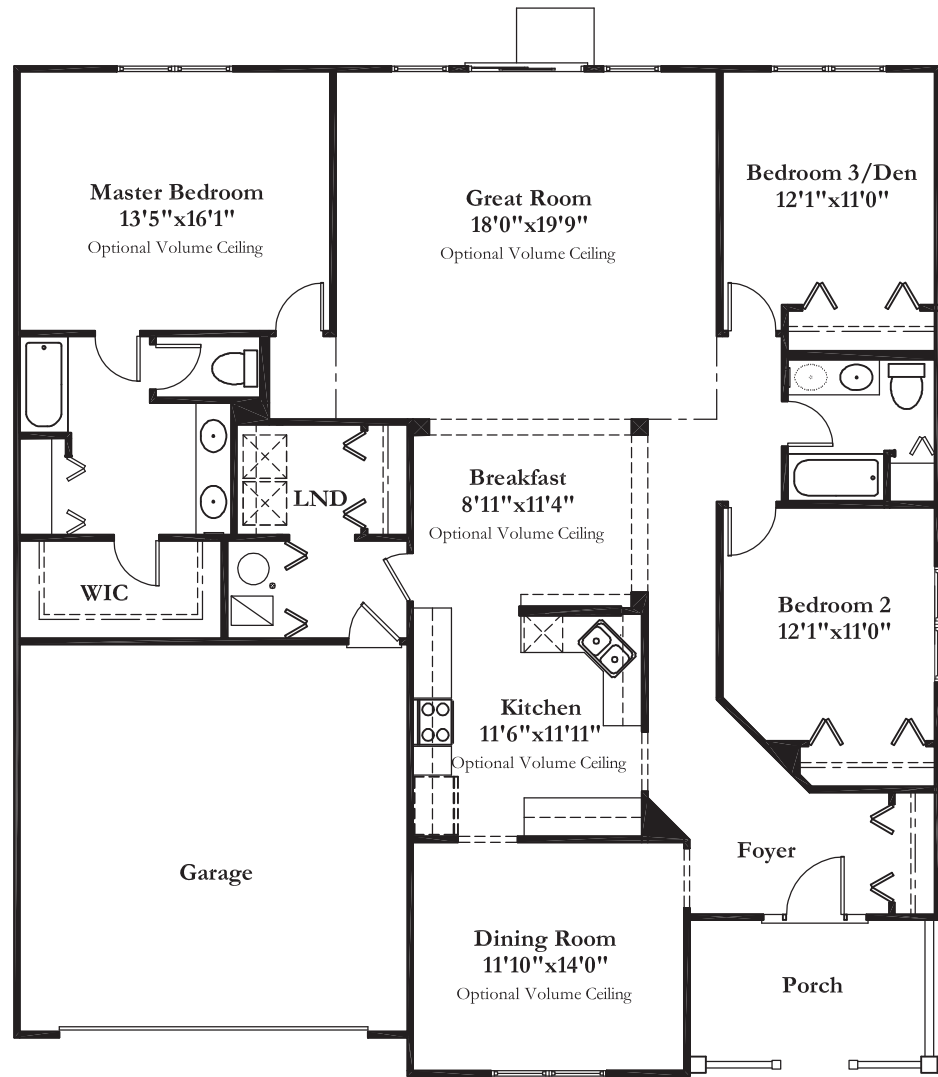 Master Bedroom
13'5"x16'1"
Optional Volume Ceiling
Great Room
18'0"x19'9"
Optional Volume Ceiling
Bedroom 3/Den
12'1"x11'0"
Breakfast
8'11"x11'4"
Optional Volume Ceiling
LND
WIC
Bedroom 2
12'1"x11'0"
Kitchen
11'6"x11'11"
Optional Volume Ceiling
Garage
Foyer
Dining Room
11'10"x14'0"
Optional Volume Ceiling
Porch